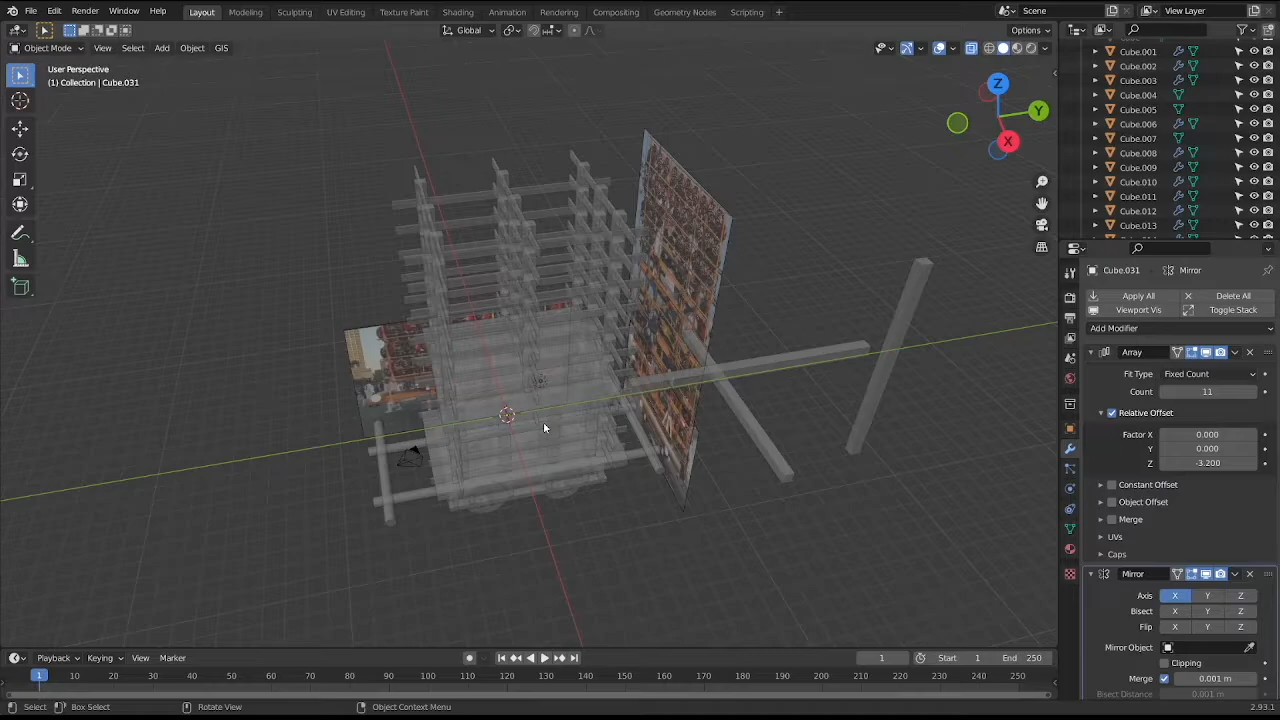 File Edit Render Window Help Layout Modeling Sculpting UV Editing Texture Paint Shading Animation Rendering Compositing Geometry Nodes Scripting + Scene View Layer
Global Options
Object Mode View Select Add Object GIS
User Perspective
(1) Collection | Cube.031
Z
Y
X
Cube.001
Cube.002
Cube.003
Cube.004
Cube.005
Cube.006
Cube.007
Cube.008
Cube.009
Cube.010
Cube.011
Cube.012
Cube.013
Cube.031 Mirror
Apply All Delete All
Viewport Vis Toggle Stack
Add Modifier
Array
Fit Type Fixed Count
Count 11
Relative Offset
Factor X 0.000
Y 0.000
Z -3.200
Constant Offset
Object Offset
Merge
UVs
Caps
Mirror
Axis X Y Z
Bisect X Y Z
Flip X Y Z
Mirror Object
Clipping
Merge 0.001 m
Bisect Distance 0.001 m
Playback Keying View Marker 1 Start 1 End 250
1 10 20 30 40 50 60 70 80 90 100 110 120 130 140 150 160 170 180 190 200 210 220 230 240 250
Select Box Select Rotate View Object Context Menu 2.93.1